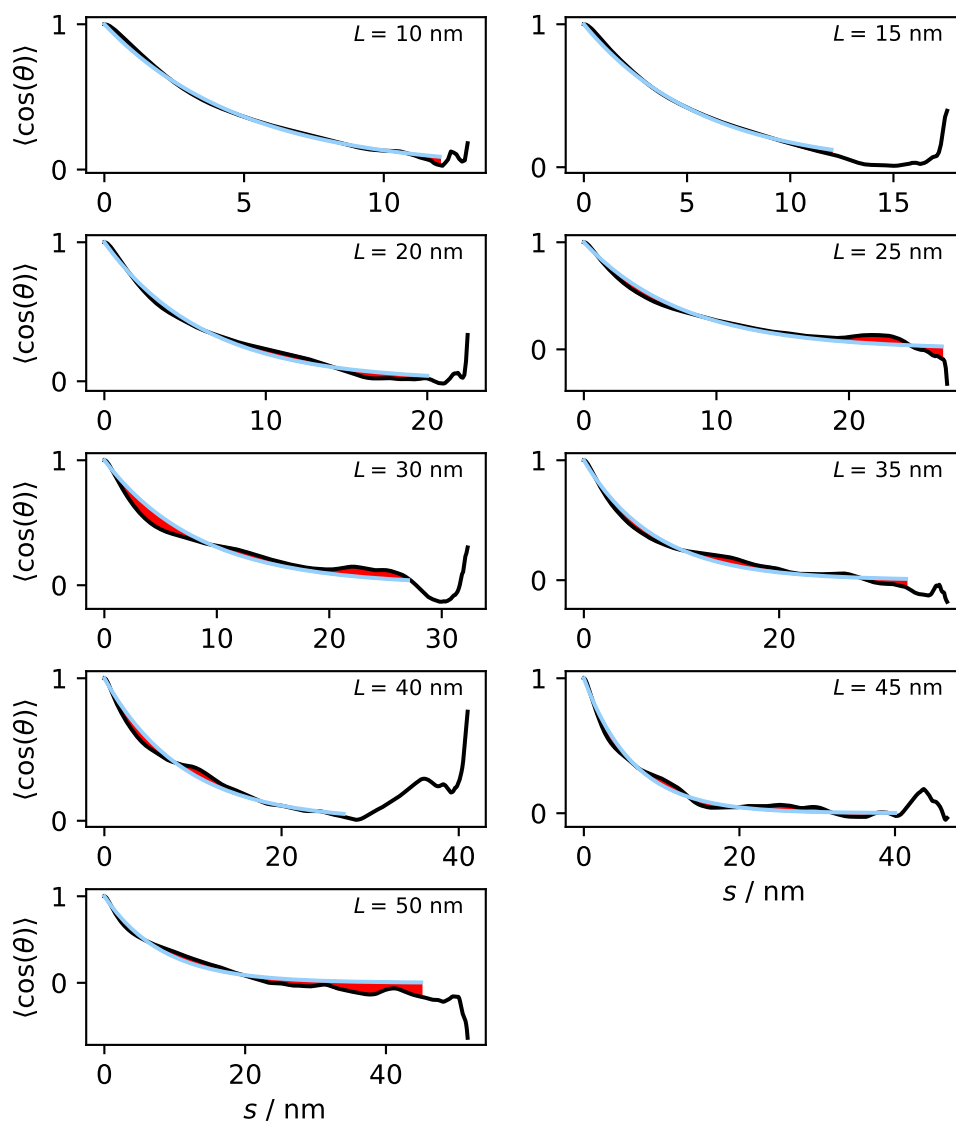 L = 10 nm
1
0
⟨cos(θ)⟩
0 5 10
L = 15 nm
1
0
0 5 10 15
L = 20 nm
1
0
⟨cos(θ)⟩
0 10 20
L = 25 nm
1
0
0 10 20
L = 30 nm
1
0
⟨cos(θ)⟩
0 10 20 30
L = 35 nm
1
0
0 20
L = 40 nm
1
0
⟨cos(θ)⟩
0 20 40
L = 45 nm
1
0
0 20 40
s / nm
L = 50 nm
1
0
⟨cos(θ)⟩
0 20 40
s / nm